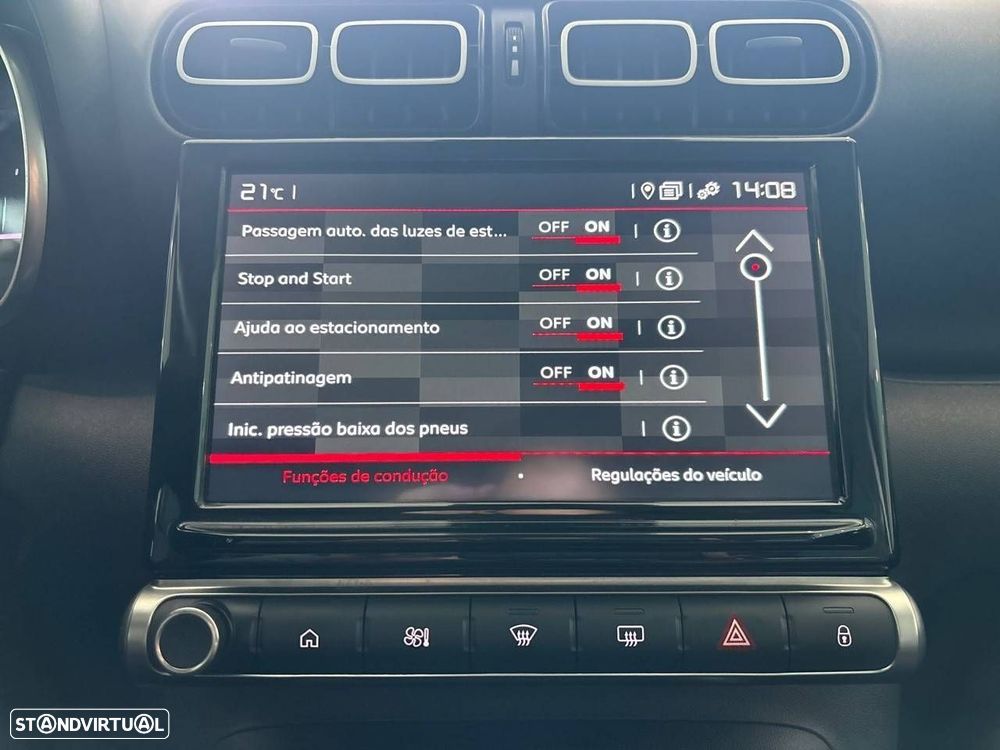 21°C 14:08
Passagem auto. das luzes de est... OFF ON
Stop and Start OFF ON
Ajuda ao estacionamento OFF ON
Antipatinagem OFF ON
Inic. pressão baixa dos pneus
Funções de condução Regulações do veículo
STANDVIRTUAL